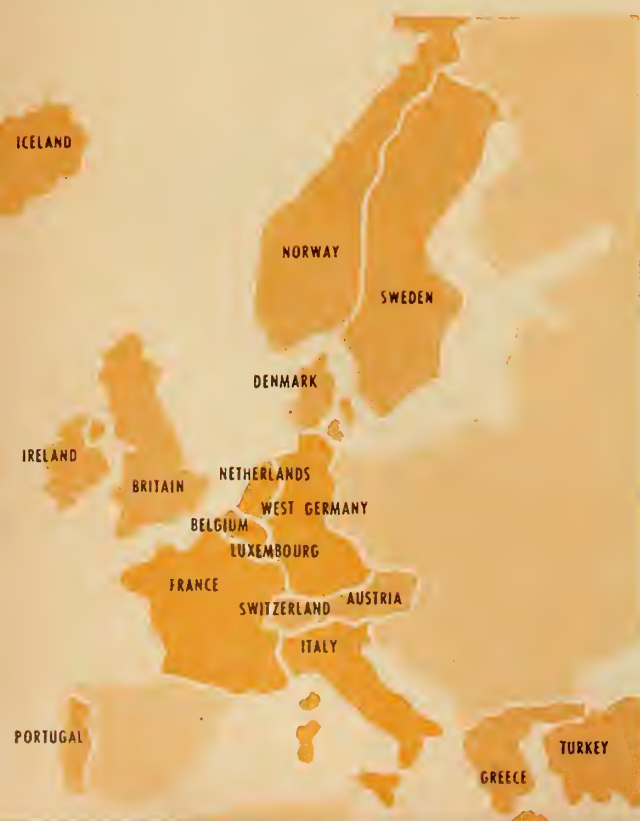 ICELAND
NORWAY
SWEDEN
DENMARK
IRELAND
BRITAIN
NETHERLANDS
WEST GERMANY
BELGIUM
LUXEMBOURG
FRANCE
SWITZERLAND
AUSTRIA
ITALY
PORTUGAL
TURKEY
GREECE